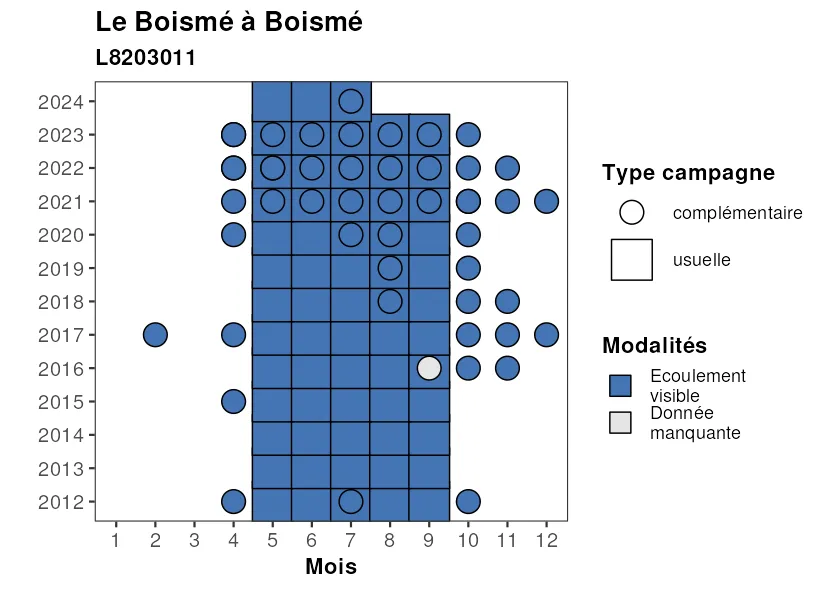 Le Boismé à Boismé
L8203011
2024
2023
2022
2021
2020
2019
2018
2017
2016
2015
2014
2013
2012
1 2 3 4 5 6 7 8 9 10 11 12
Mois
Type campagne
complémentaire
usuelle
Modalités
Ecoulement
visible
Donnée
manquante